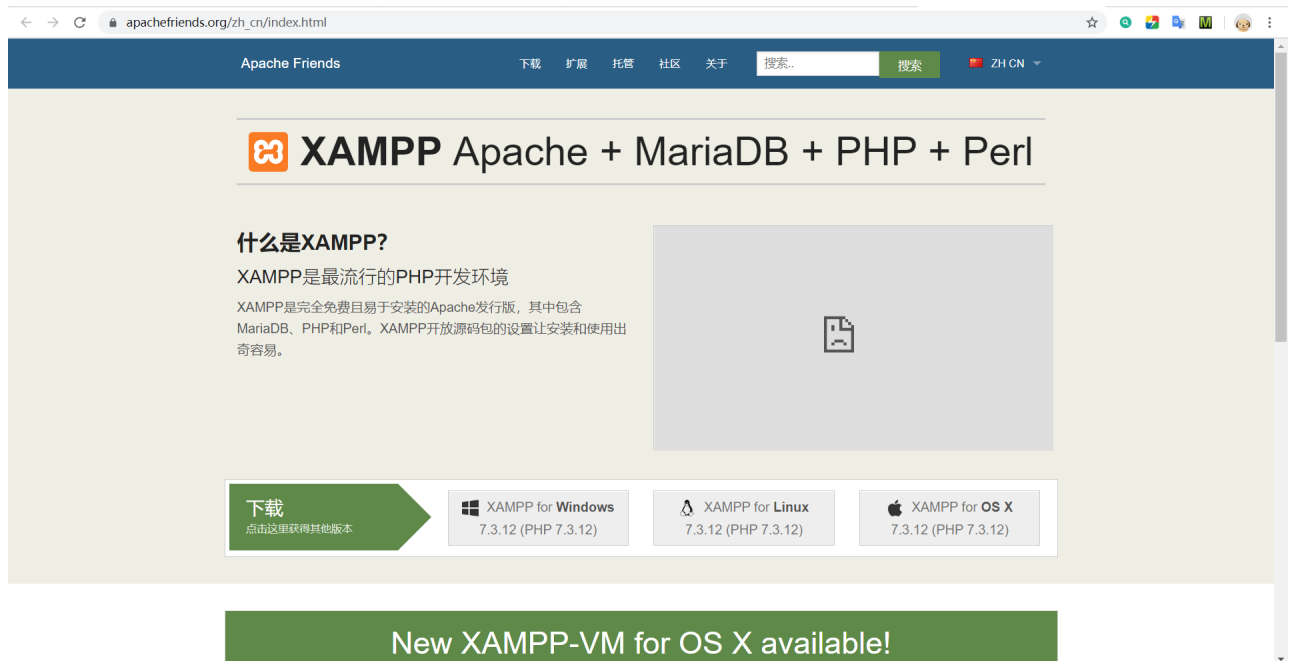 apachefriends.org/zh_cn/index.html
Apache Friends 下载 扩展 托管 社区 关于 搜索.. 搜索 ZH CN
XAMPP Apache + MariaDB + PHP + Perl
什么是XAMPP?
XAMPP是最流行的PHP开发环境
XAMPP是完全免费且易于安装的Apache发行版，其中包含
MariaDB、PHP和Perl。XAMPP开放源码包的设置让安装和使用出
奇容易。
下载
点击这里获得其他版本
XAMPP for Windows
7.3.12 (PHP 7.3.12)
XAMPP for Linux
7.3.12 (PHP 7.3.12)
XAMPP for OS X
7.3.12 (PHP 7.3.12)
New XAMPP-VM for OS X available!